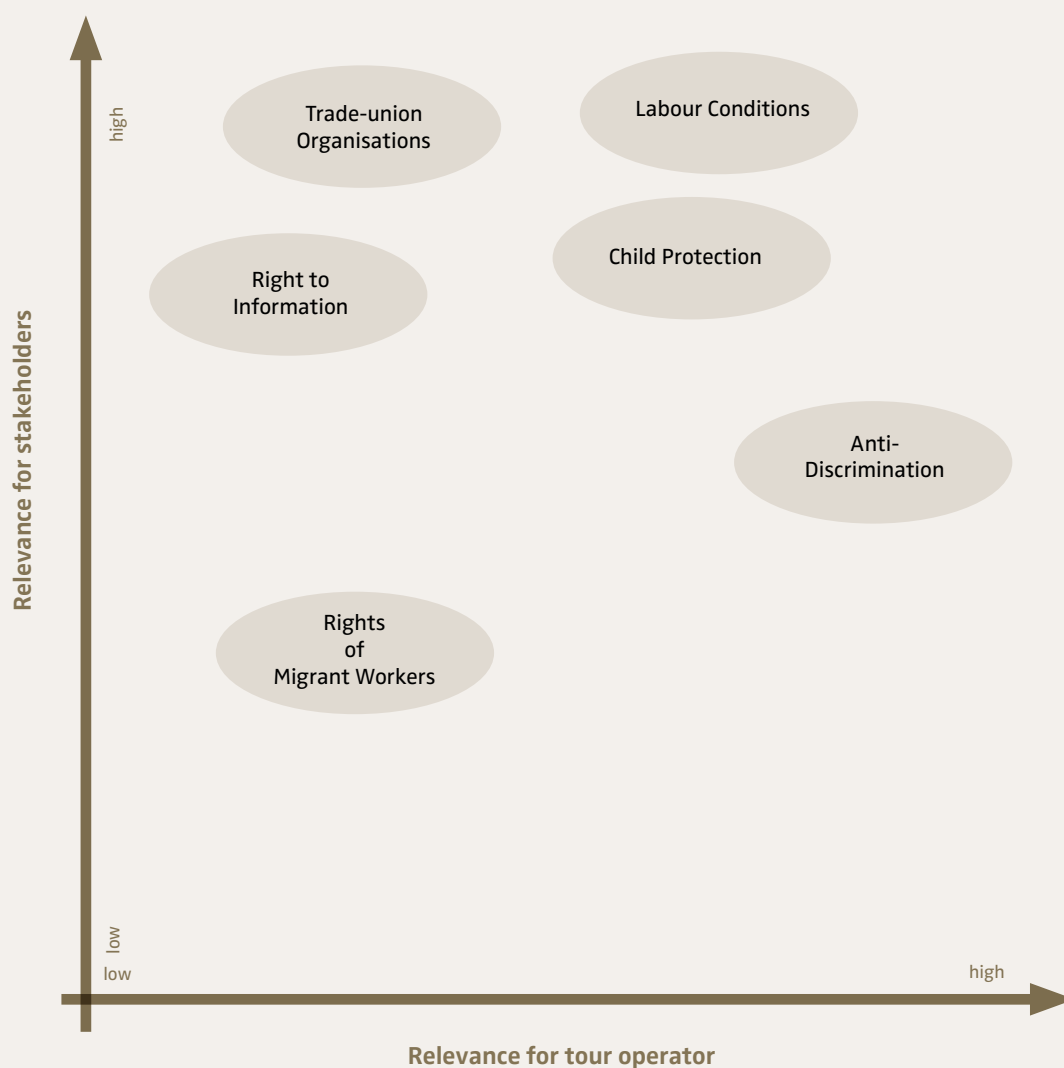 high
Trade-union
Organisations
Labour Conditions
Child Protection
Right to
Information
Relevance for stakeholders
Anti-
Discrimination
Rights
of
Migrant Workers
low
low
high
Relevance for tour operator